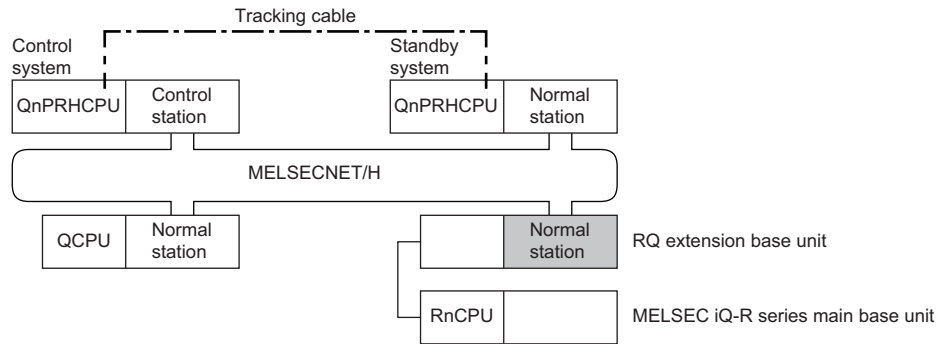 Tracking cable
Control
system
Standby
system
QnPRHCPU
Control
station
QnPRHCPU
Normal
station
MELSECNET/H
QCPU
Normal
station
Normal
station
RQ extension base unit
RnCPU
MELSEC iQ-R series main base unit